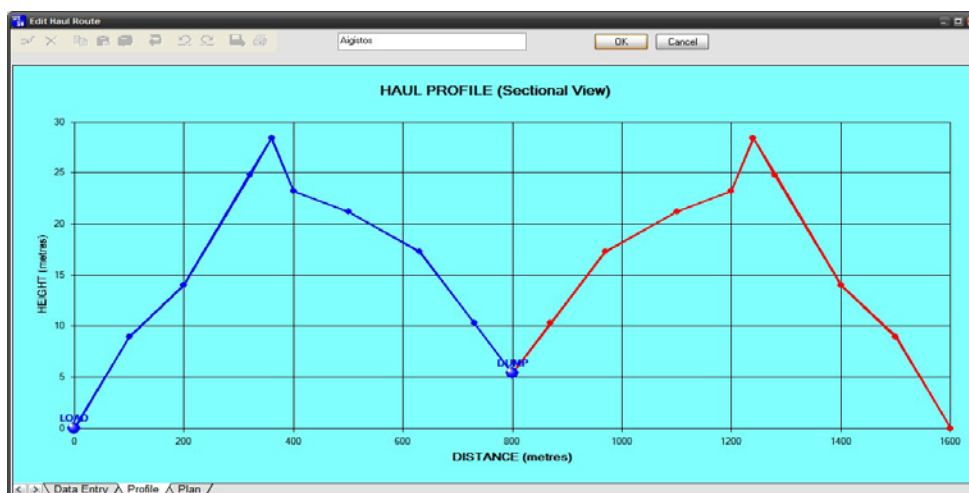 Edit Haul Route
Aigistos
OK
Cancel
HAUL PROFILE (Sectional View)
HEIGHT (metres)
30
25
20
15
10
5
0
LOAD
DUMP
0 200 400 600 800 1000 1200 1400 1600
DISTANCE (metres)
Data Entry Profile Plan